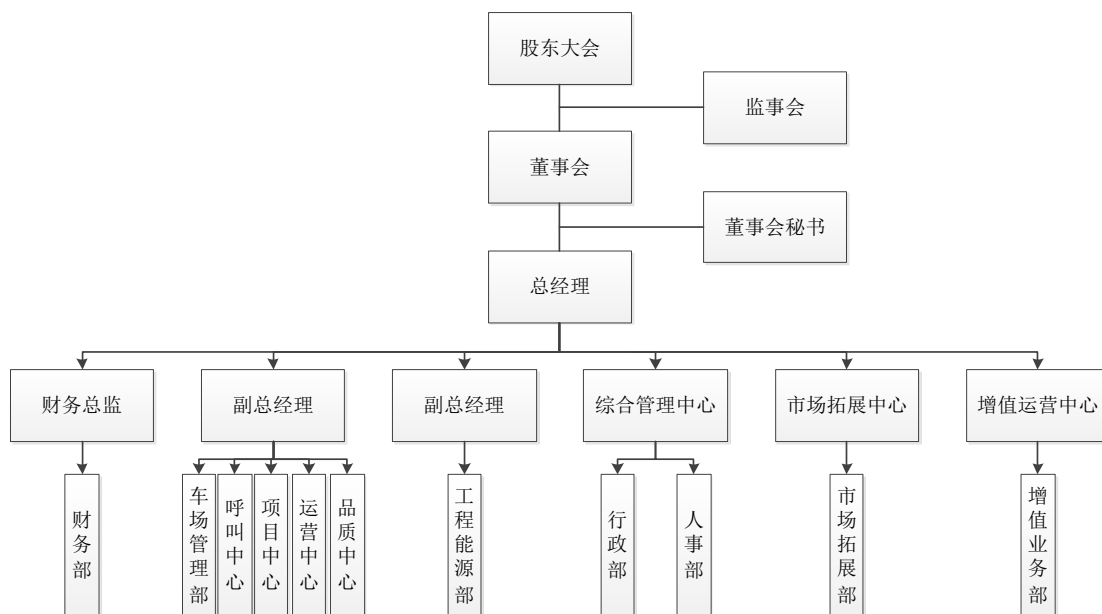 股东大会
监事会
董事会
董事会秘书
总经理
财务总监
副总经理
副总经理
综合管理中心
市场拓展中心
增值运营中心
财务部
车场管理部
呼叫中心
项目中心
运营中心
品质中心
工程能源部
行政部
人事部
市场拓展部
增值业务部